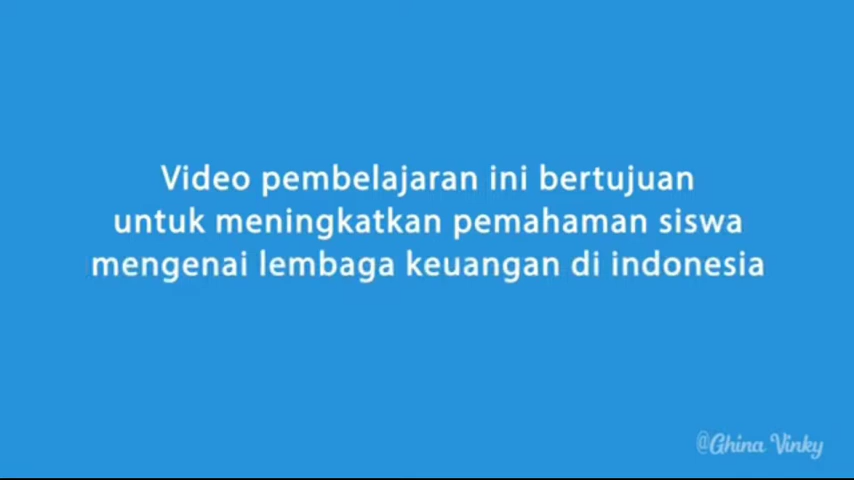 Video pembelajaran ini bertujuan
untuk meningkatkan pemahaman siswa
mengenai lembaga keuangan di indonesia
@Ghina Vinky